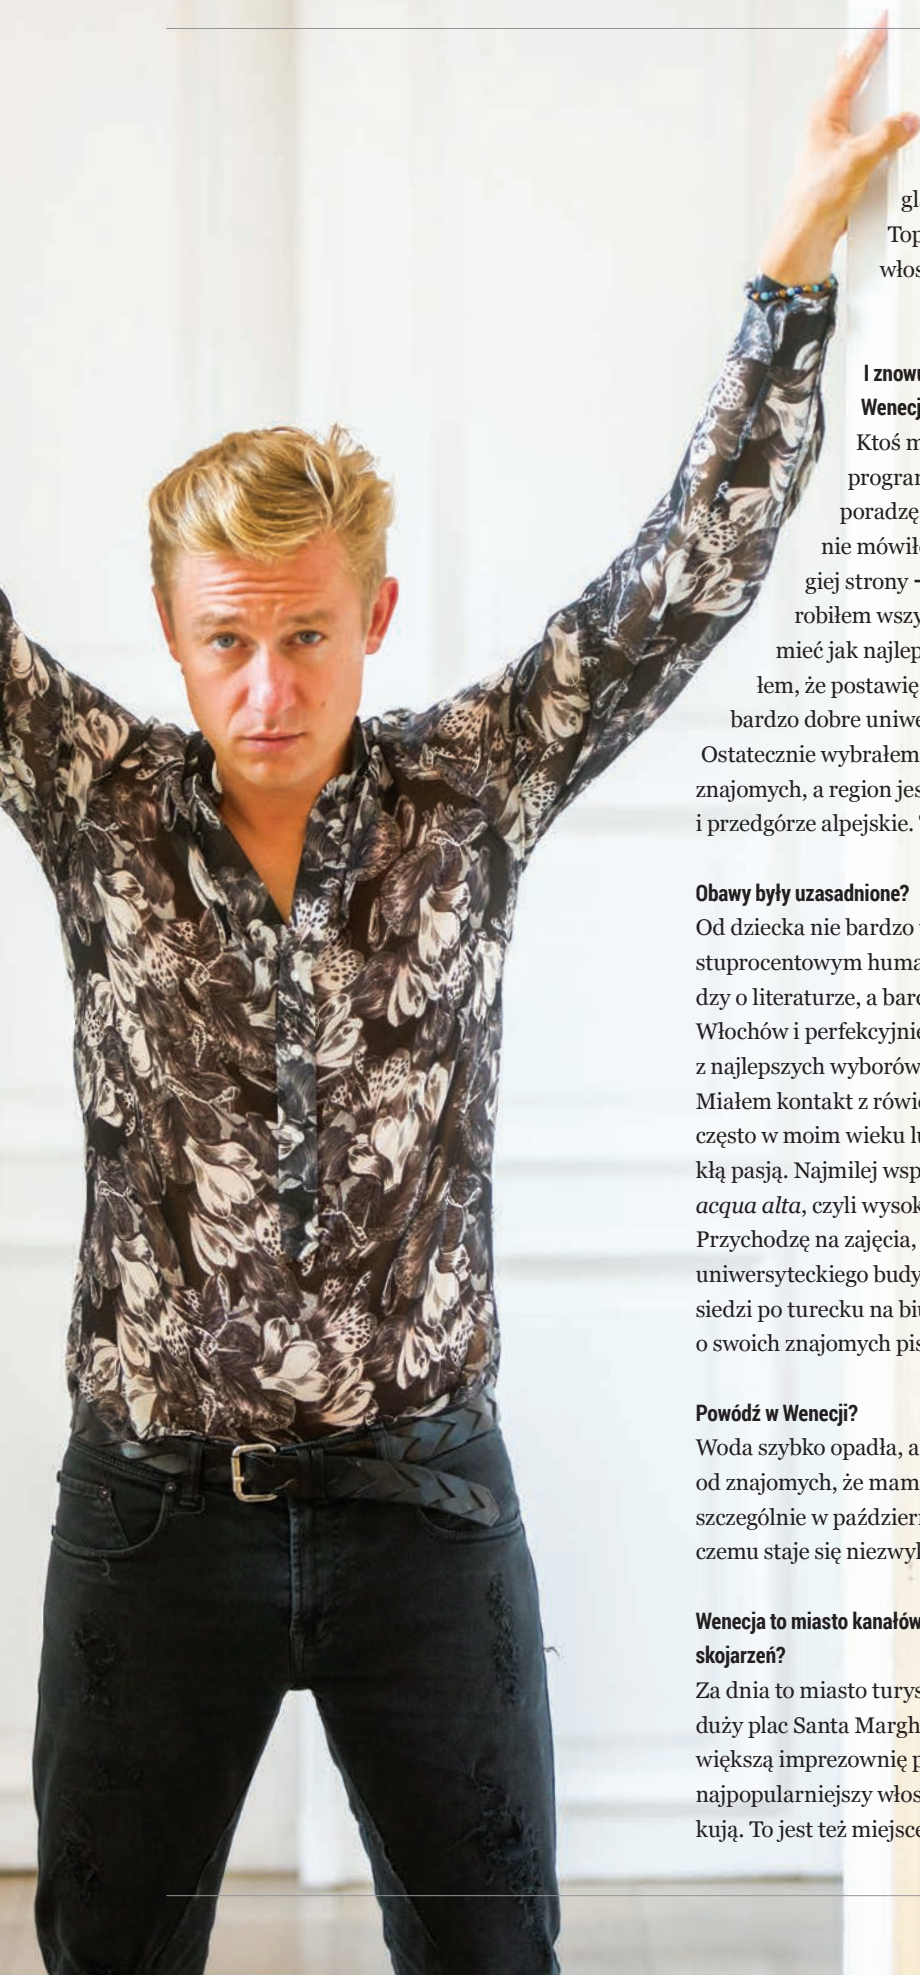 gl
Top
włos
I znowu
Wenecj
Ktoś m
progra
poradzę
nie mówił
giej strony –
robiłem wszy
mieć jak najlep
łem, że postawię
bardzo dobre uniwe
Ostatecznie wybrałem
znajomych, a region jes
i przedgórze alpejskie.
Obawy były uzasadnione?
Od dziecka nie bardzo
stuprocentowym huma
dzy o literaturze, a bar
Włochów i perfekcyjnie
z najlepszych wyborów
Miałem kontakt z rówi
często w moim wieku lu
kłą pasją. Najmilej wsp
acqua alta, czyli wysok
Przychodzę na zajęcia,
uniwersyteckiego budy
siedzi po turecku na bi
o swoich znajomych pis
Powódź w Wenecji?
Woda szybko opadła, a
od znajomych, że mam
szczególnie w paździer
czemu staje się niezwy
Wenecja to miasto kanałów
skojarzeń?
Za dnia to miasto turys
duży plac Santa Margh
większą imprezownię p
najpopularniejszy włos
kują. To jest też miejsce